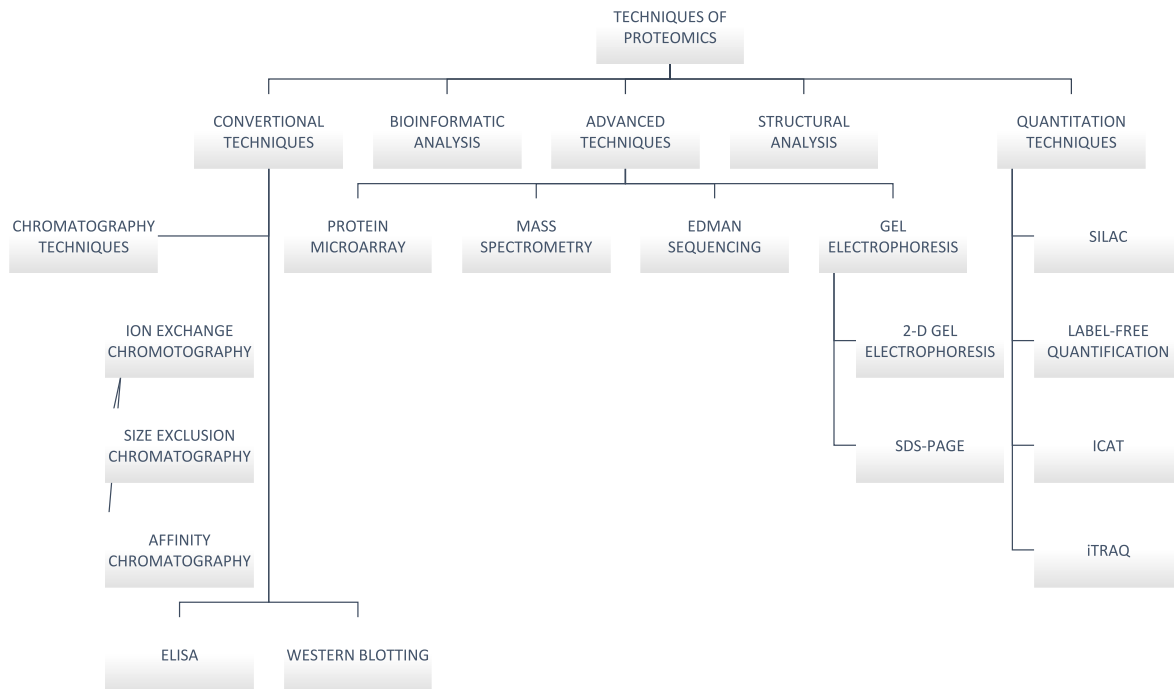 TECHNIQUES OF
PROTEOMICS
CONVERTIONAL
TECHNIQUES
BIOINFORMATIC
ANALYSIS
ADVANCED
TECHNIQUES
STRUCTURAL
ANALYSIS
QUANTITATION
TECHNIQUES
CHROMATOGRAPHY
TECHNIQUES
PROTEIN
MICROARRAY
MASS
SPECTROMETRY
EDMAN
SEQUENCING
GEL
ELECTROPHORESIS
SILAC
ION EXCHANGE
CHROMOTOGRAPHY
2-D GEL
ELECTROPHORESIS
LABEL-FREE
QUANTIFICATION
SIZE EXCLUSION
CHROMATOGRAPHY
SDS-PAGE
ICAT
AFFINITY
CHROMATOGRAPHY
iTRAQ
ELISA
WESTERN BLOTTING